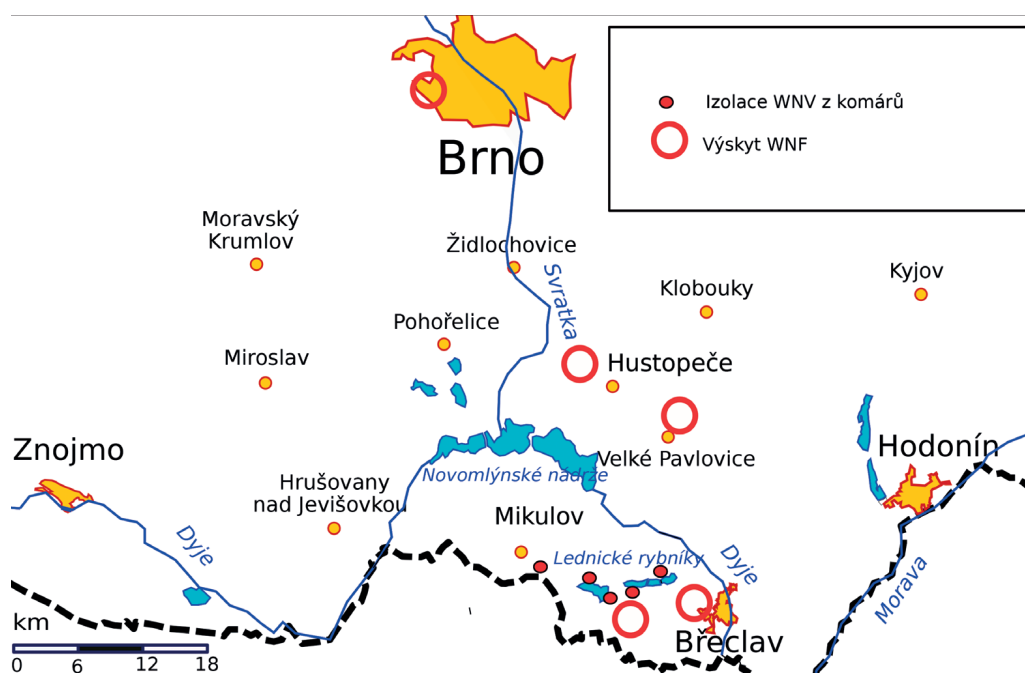 Izolace WNV z komárů
Výskyt WNF
Brno
Moravský
Krumlov
Židlochovice
Svratka
Klobouky
Kyjov
Pohořelice
Miroslav
Hustopeče
Znojmo
Hodonín
Velké Pavlovice
Novomlýnské nádrže
Hrušovany
nad Jevišovkou
Mikulov
Dyje
Lednické rybníky
Dyje
Morava
Břeclav
km
0 6 12 18